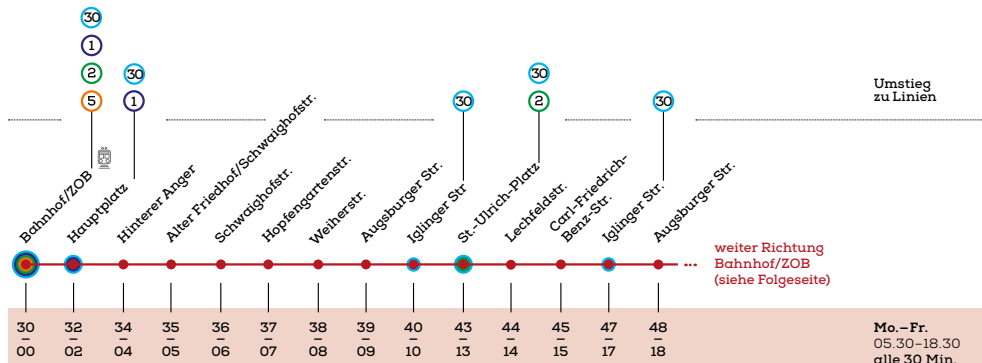 30
1
2
5
30
1
30
30
2
30
Umstieg
zu Linien
Bahnhof/ZOB
Hauptplatz
Hinterer Anger
Alter Friedhof/Schwaighofstr.
Schwaighofstr.
Hopfengartenstr.
Weiherstr.
Augsburger Str.
Iglinger Str
St.-Ulrich-Platz
Lechfeldstr.
Carl-Friedrich-
Benz-Str.
Iglinger Str.
Augsburger Str.
weiter Richtung
Bahnhof/ZOB
(siehe Folgeseite)
30 32 34 35 36 37 38 39 40 43 44 45 47 48
– – – – – – – – – – – – – –
00 02 04 05 06 07 08 09 10 13 14 15 17 18
Mo.–Fr.
05.30–18.30
alle 30 Min.